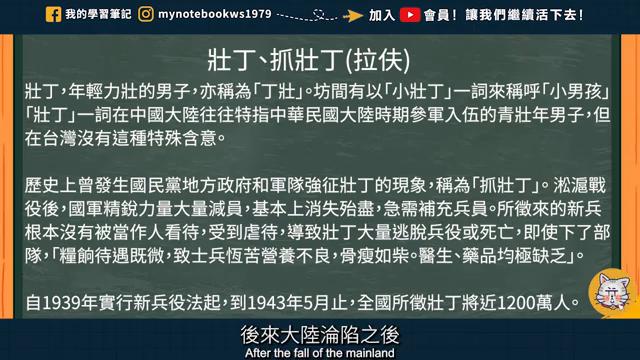 我的學習筆記 mynotebookws1979 加入 會員！讓我們繼續活下去！
壯丁、抓壯丁(拉伕)
壯丁，年輕力壯的男子，亦稱為「丁壯」。坊間有以「小壯丁」一詞來稱呼「小男孩」
「壯丁」一詞在中國大陸往往特指中華民國大陸時期參軍入伍的青壯年男子，但
在台灣沒有這種特殊含意。
歷史上曾發生國民黨地方政府和軍隊強征壯丁的現象，稱為「抓壯丁」。淞滬戰
役後，國軍精銳力量大量減員，基本上消失殆盡，急需補充兵員。所徵來的新兵
根本沒有被當作人看待，受到虐待，導致壯丁大量逃脫兵役或死亡，即使下了部
隊，「糧餉待遇既微，致士兵恆苦營養不良，骨瘦如柴。醫生、藥品均極缺乏」。
自1939年實行新兵役法起，到1943年5月止，全國所徵壯丁將近1200萬人。
後來大陸淪陷之後
After the fall of the mainland